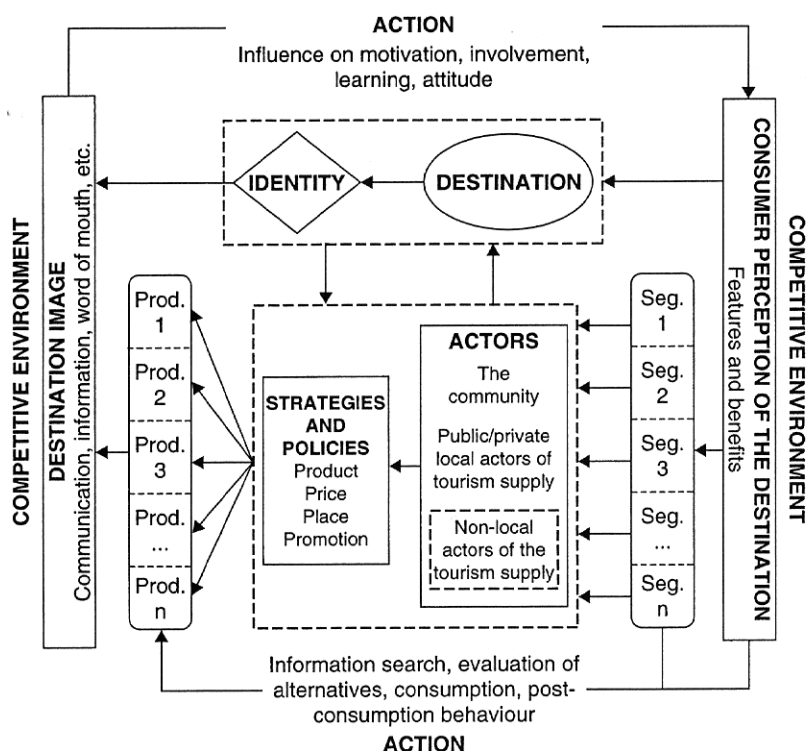 ACTION
Influence on motivation, involvement,
learning, attitude
COMPETITIVE ENVIRONMENT
DESTINATION IMAGE
Communication, information, word of mouth, etc.
IDENTITY
DESTINATION
Prod.
1
Prod.
2
Prod.
3
Prod.
...
Prod.
n
STRATEGIES AND
POLICIES
Product
Price
Place
Promotion
ACTORS
The
community
Public/private
local actors of
tourism supply
Non-local
actors of the
tourism supply
Seg.
1
Seg.
2
Seg.
3
Seg.
...
Seg.
n
CONSUMER PERCEPTION OF THE DESTINATION
Features and benefits
COMPETITIVE ENVIRONMENT
Information search, evaluation of
alternatives, consumption, post-
consumption behaviour
ACTION